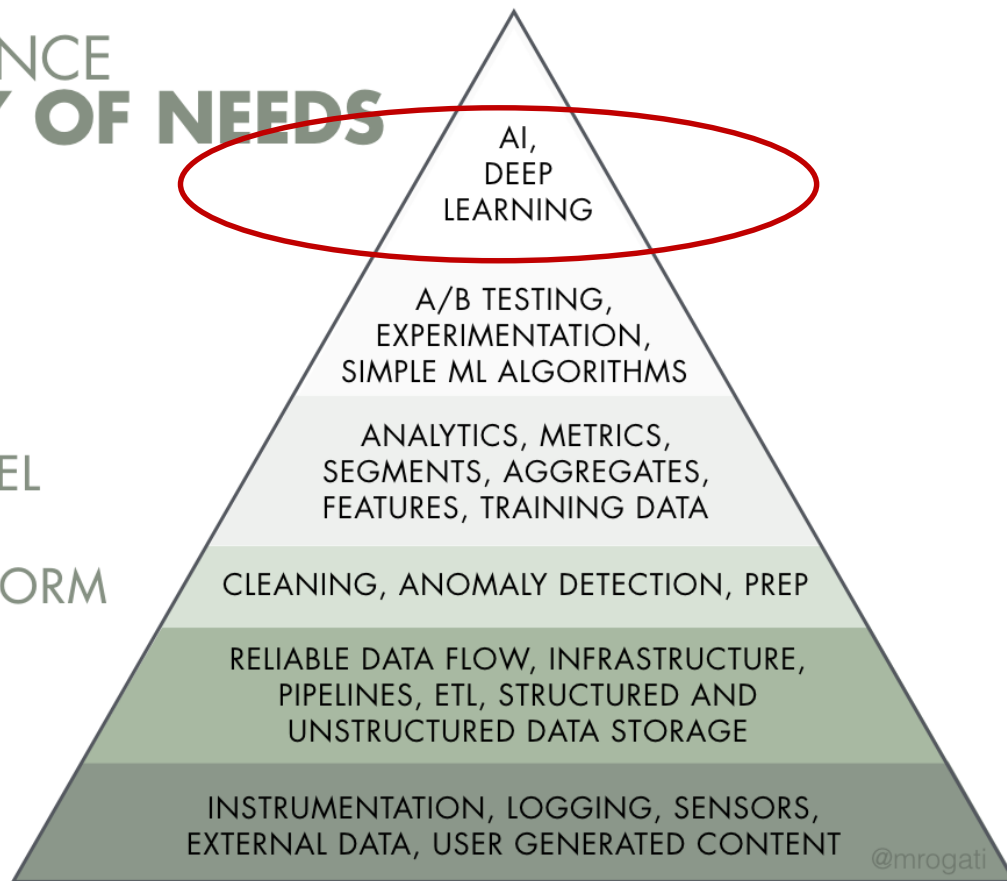 NCE
Y OF NEEDS
AI,
DEEP
LEARNING
A/B TESTING,
EXPERIMENTATION,
SIMPLE ML ALGORITHMS
ANALYTICS, METRICS,
SEGMENTS, AGGREGATES,
FEATURES, TRAINING DATA
EL
CLEANING, ANOMALY DETECTION, PREP
ORM
RELIABLE DATA FLOW, INFRASTRUCTURE,
PIPELINES, ETL, STRUCTURED AND
UNSTRUCTURED DATA STORAGE
INSTRUMENTATION, LOGGING, SENSORS,
EXTERNAL DATA, USER GENERATED CONTENT
@mrogati